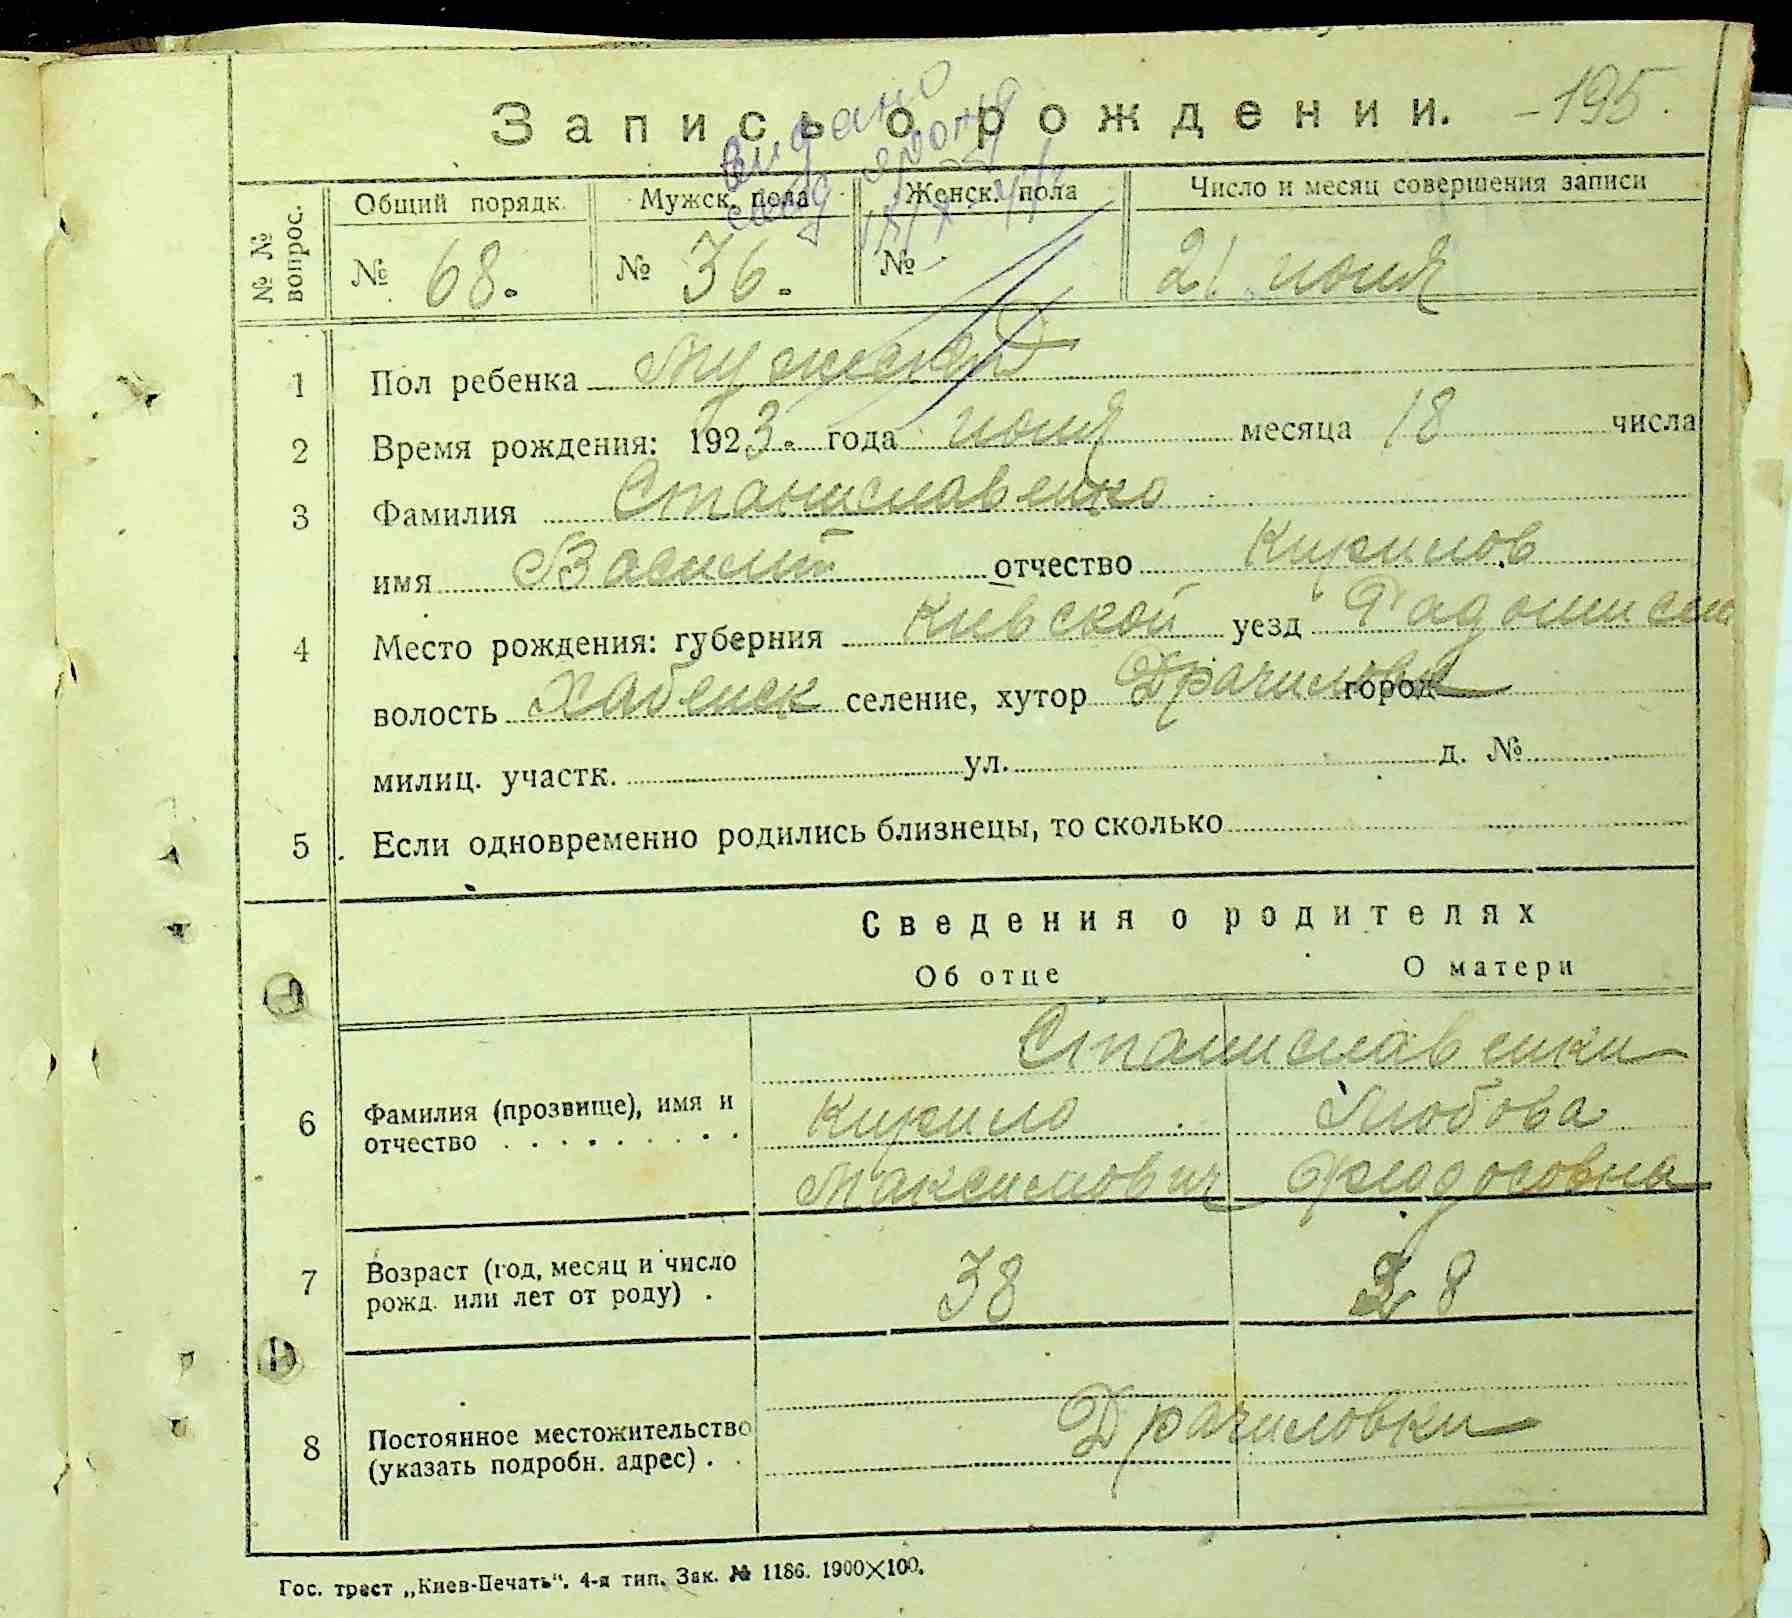 Запись о рождении. -195.
видано
№№ вопрос. Общий порядк. Мужск. пола Женск. пола Число и месяц совершения записи
№ 68. № 36. № 21 июня
1 Пол ребенка Мужской
2 Время рождения: 1923. года июня месяца 18 числа
3 Фамилия Станиславенко
имя Василий отчество Кирилов
4 Место рождения: губерния Киевской уезд Радомисл
волость Хабенск селение, хутор город
милиц. участк. ул. д. №
5 Если одновременно родились близнецы, то сколько
Сведения о родителях
Об отце О матери
Станиславенки
6 Фамилия (прозвище), имя и Кирило Любова
отчество Максимович Феодосовна
7 Возраст (год, месяц и число
рожд. или лет от роду) . 38 28
8 Постоянное местожительство Драчиловки
(указать подробн. адрес) . .
Гос. трест „Киев-Печать“. 4-я тип. Зак. № 1186. 1900×100.